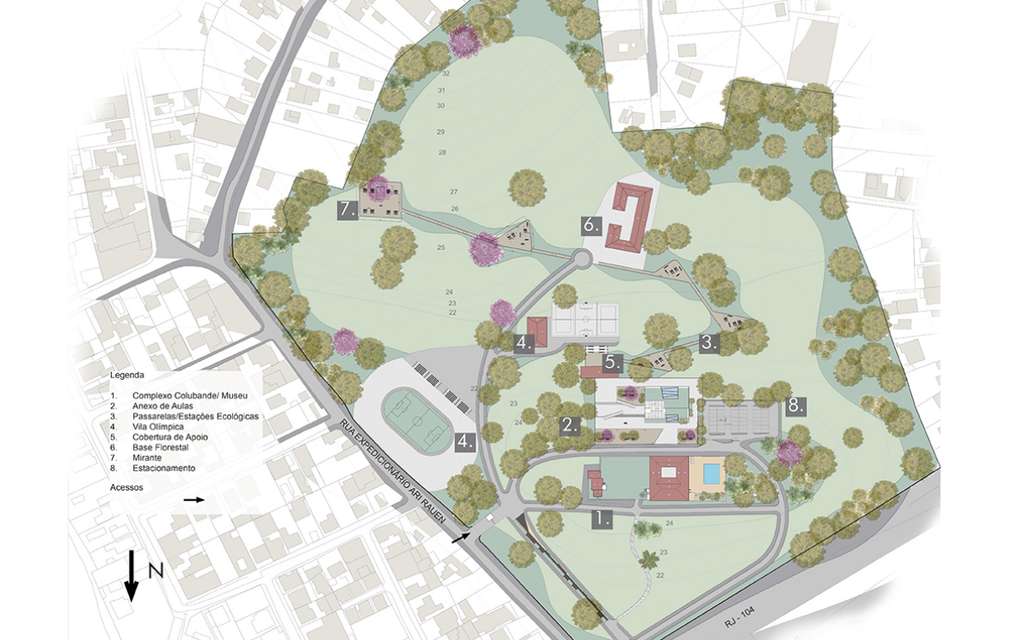 32
31
30
29
28
27
26
7.
6.
25
24
23
22
4.
3.
5.
22
23
24
2.
8.
4.
Legenda
1. Complexo Colubande/ Museu
2. Anexo de Aulas
3. Passarelas/Estações Ecológicas
4. Vila Olímpica
5. Cobertura de Apoio
6. Base Florestal
7. Mirante
8. Estacionamento
Acessos
RUA EXPEDICIONÁRIO ARI RAUEN
1.
24
23
22
N
RJ - 104